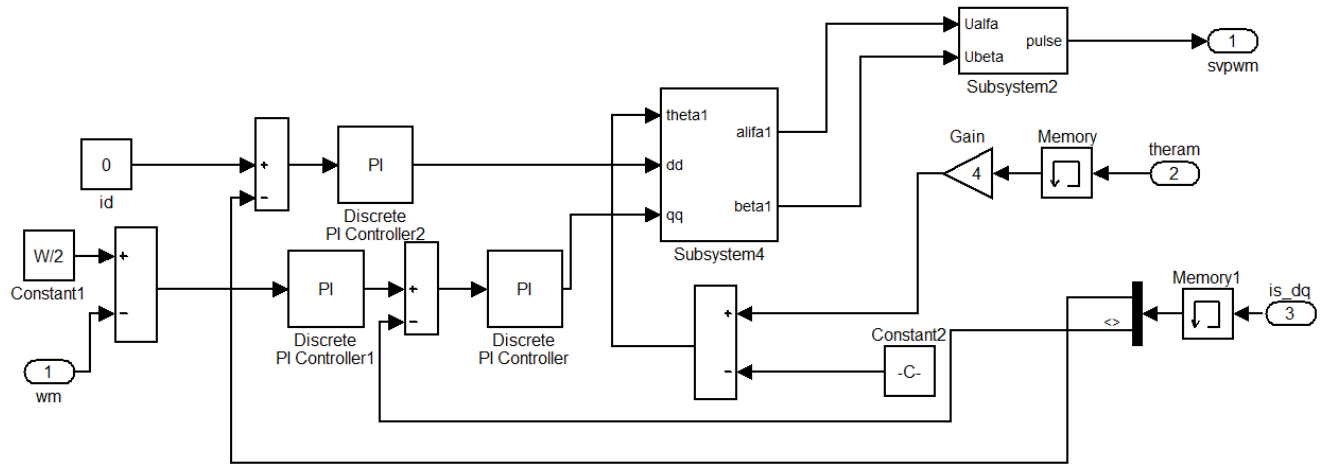 Ualfa
pulse
Ubeta
1
svpwm
Subsystem2
theta1
alifa1
dd
beta1
qq
Subsystem4
Gain
4
Memory
theram
2
0
id
+
−
PI
Discrete
PI Controller2
W/2
Constant1
+
−
PI
Discrete
PI Controller1
+
−
PI
Discrete
PI Controller
1
wm
+
−
Constant2
-C-
<>
Memory1
is_dq
3